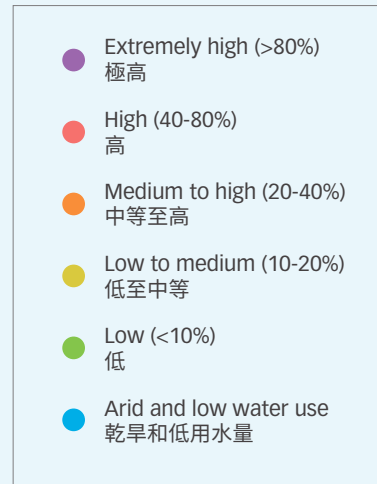 Extremely high (>80%)
極高
High (40-80%)
高
Medium to high (20-40%)
中等至高
Low to medium (10-20%)
低至中等
Low (<10%)
低
Arid and low water use
乾旱和低用水量